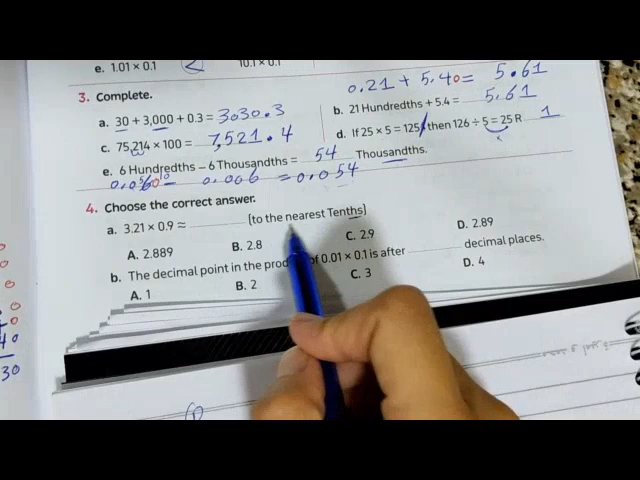 e. 1.01 × 0.1
10.1 × 0.1
0.21 + 5.40 = 5.61
3. Complete.
a. 30 + 3,000 + 0.3 = 3030.3
b. 21 Hundredths + 5.4 = 5.61
c. 75,214 × 100 = 7,521.4
d. If 25 × 5 = 125, then 126 ÷ 5 = 25 R 1
e. 6 Hundredths – 6 Thousandths = 54 Thousandths.
0.006 = 0.054
4. Choose the correct answer.
a. 3.21 × 0.9 ≈ (to the nearest Tenths)
A. 2.889 B. 2.8 C. 2.9 D. 2.89
b. The decimal point in the of 0.01 × 0.1 is after decimal places.
A. 1 B. 2 C. 3 D. 4